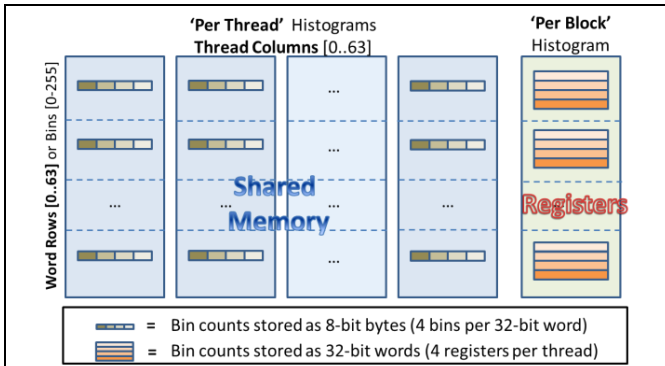 'Per Thread' Histograms
Thread Columns [0..63]
'Per Block'
Histogram
Word Rows [0..63] or Bins [0-255]
...
...
...
...
...
...
...
Shared
Memory
Registers
= Bin counts stored as 8-bit bytes (4 bins per 32-bit word)
= Bin counts stored as 32-bit words (4 registers per thread)